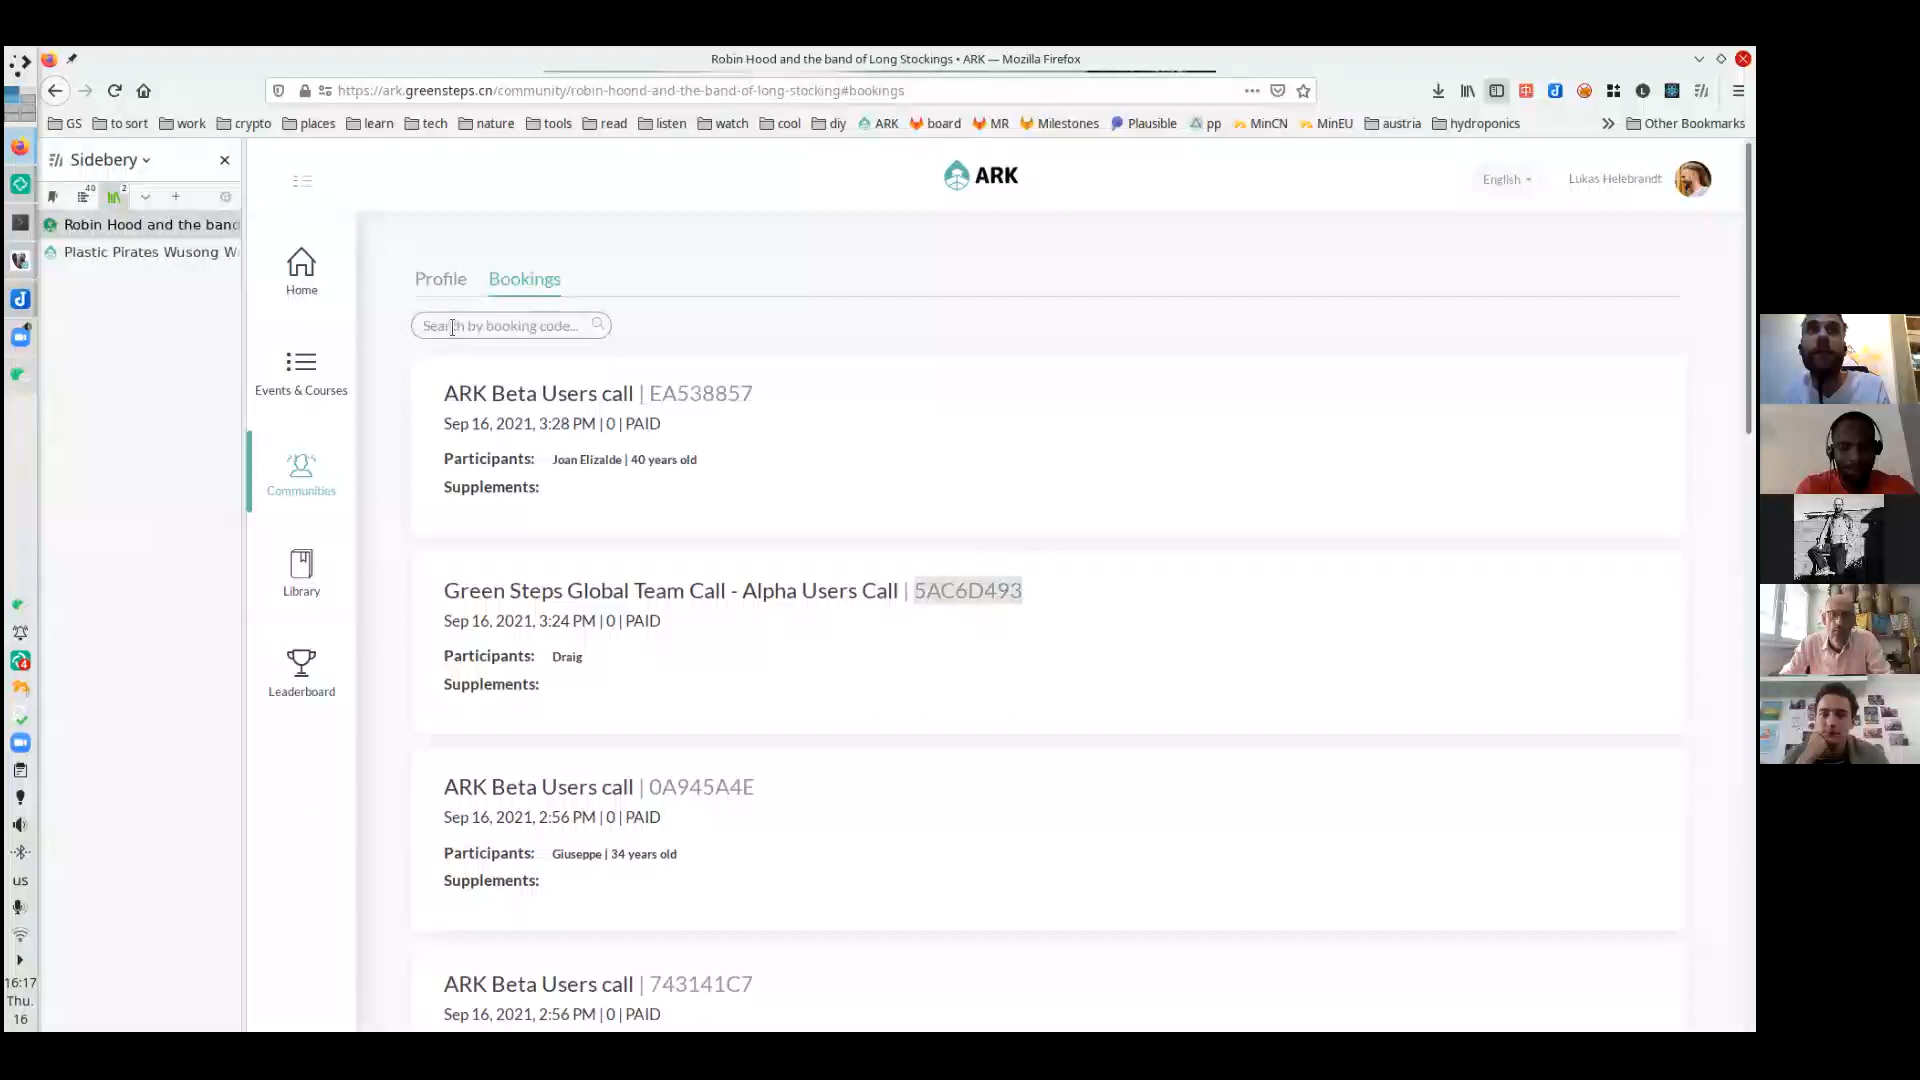 Robin Hood and the band of Long Stockings • ARK — Mozilla Firefox
https://ark.greensteps.cn/community/robin-hoond-and-the-band-of-long-stocking#bookings
GS to sort work crypto places learn tech nature tools read listen watch cool diy ARK board MR Milestones Plausible pp MinCN MinEU austria hydroponics Other Bookmarks
Sidebery
40 2
Robin Hood and the band
Plastic Pirates Wusong W
ARK
English
Lukas Helebrandt
Home
Events & Courses
Communities
Library
Leaderboard
Profile Bookings
Search by booking code...
ARK Beta Users call | EA538857
Sep 16, 2021, 3:28 PM | 0 | PAID
Participants: Joan Elizalde | 40 years old
Supplements:
Green Steps Global Team Call - Alpha Users Call | 5AC6D493
Sep 16, 2021, 3:24 PM | 0 | PAID
Participants: Draig
Supplements:
ARK Beta Users call | 0A945A4E
Sep 16, 2021, 2:56 PM | 0 | PAID
Participants: Giuseppe | 34 years old
Supplements:
ARK Beta Users call | 743141C7
Sep 16, 2021, 2:56 PM | 0 | PAID
4
us
16:17
Thu.
16